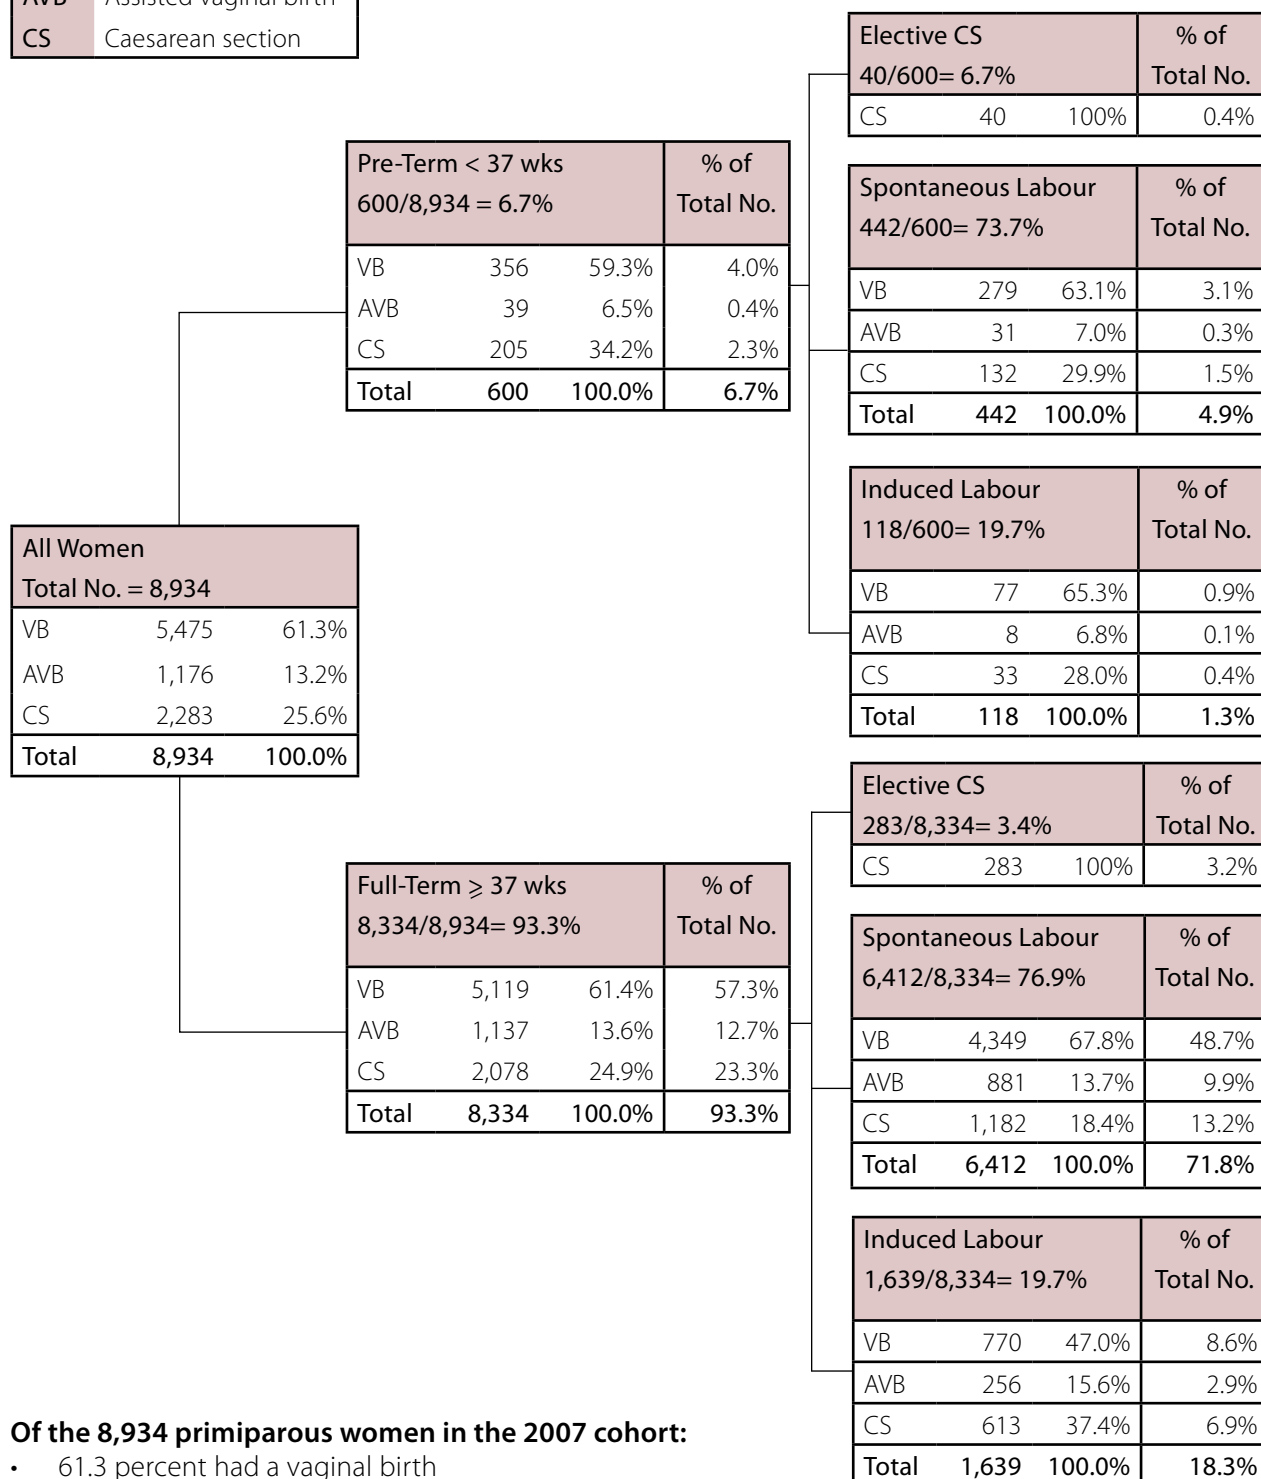 AVB Assisted vaginal birth
CS Caesarean section
Elective CS % of
40/600= 6.7% Total No.
CS 40 100% 0.4%
Pre-Term < 37 wks % of
600/8,934 = 6.7% Total No.
VB 356 59.3% 4.0%
AVB 39 6.5% 0.4%
CS 205 34.2% 2.3%
Total 600 100.0% 6.7%
Spontaneous Labour % of
442/600= 73.7% Total No.
VB 279 63.1% 3.1%
AVB 31 7.0% 0.3%
CS 132 29.9% 1.5%
Total 442 100.0% 4.9%
Induced Labour % of
118/600= 19.7% Total No.
VB 77 65.3% 0.9%
AVB 8 6.8% 0.1%
CS 33 28.0% 0.4%
Total 118 100.0% 1.3%
All Women
Total No. = 8,934
VB 5,475 61.3%
AVB 1,176 13.2%
CS 2,283 25.6%
Total 8,934 100.0%
Elective CS % of
283/8,334= 3.4% Total No.
CS 283 100% 3.2%
Full-Term ⩾ 37 wks % of
8,334/8,934= 93.3% Total No.
VB 5,119 61.4% 57.3%
AVB 1,137 13.6% 12.7%
CS 2,078 24.9% 23.3%
Total 8,334 100.0% 93.3%
Spontaneous Labour % of
6,412/8,334= 76.9% Total No.
VB 4,349 67.8% 48.7%
AVB 881 13.7% 9.9%
CS 1,182 18.4% 13.2%
Total 6,412 100.0% 71.8%
Induced Labour % of
1,639/8,334= 19.7% Total No.
VB 770 47.0% 8.6%
AVB 256 15.6% 2.9%
CS 613 37.4% 6.9%
Total 1,639 100.0% 18.3%
Of the 8,934 primiparous women in the 2007 cohort:
• 61.3 percent had a vaginal birth